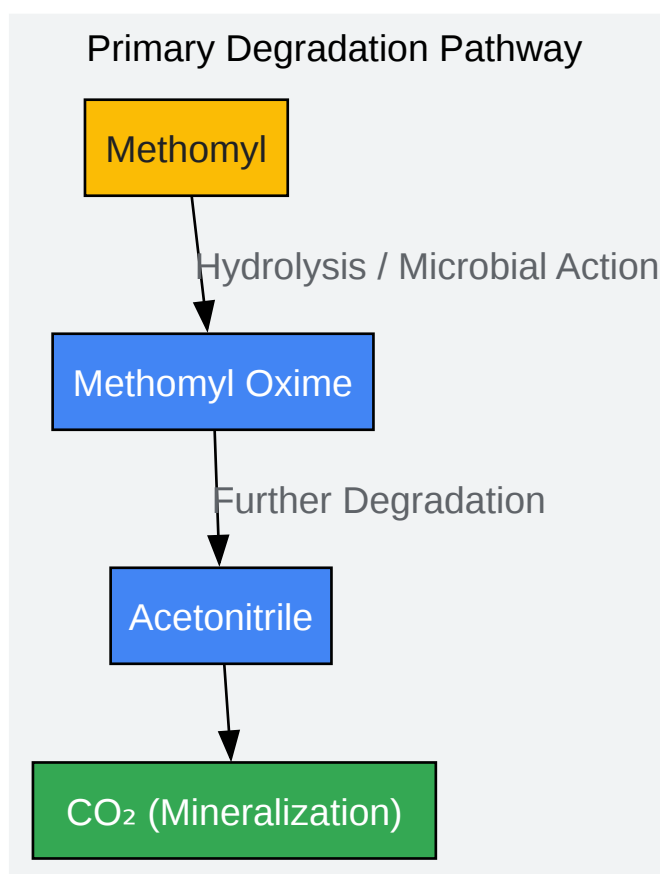 Primary Degradation Pathway
Methomyl
Hydrolysis / Microbial Action
Methomyl Oxime
Further Degradation
Acetonitrile
CO₂ (Mineralization)